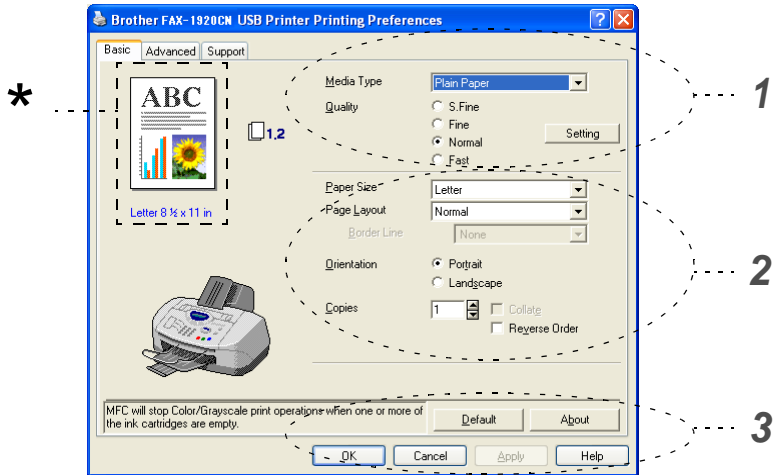 Brother FAX-1920CN USB Printer Printing Preferences
Basic Advanced Support
*
ABC
1.2
Letter 8 ½ x 11 in
Media Type Plain Paper
Quality S.Fine
Fine
Normal Setting
Fast
1
Paper Size Letter
Page Layout Normal
Border Line None
Orientation Portrait
Landscape
2
Copies 1 Collate
Reverse Order
MFC will stop Color/Grayscale print operations when one or more of
the ink cartridges are empty.
Default About
3
OK Cancel Apply Help